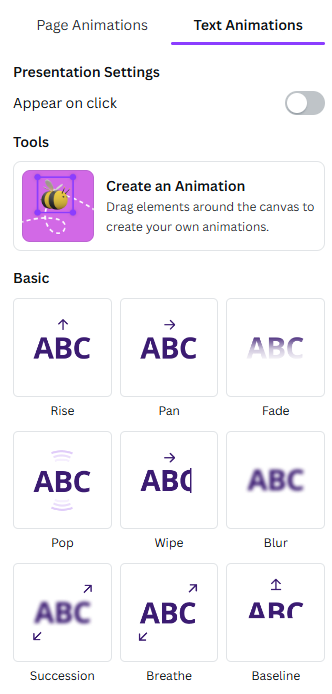 Page Animations Text Animations
Presentation Settings
Appear on click
Tools
Create an Animation
Drag elements around the canvas to
create your own animations.
Basic
ABC ABC ABC
Rise Pan Fade
ABC ABC ABC
Pop Wipe Blur
ABC ABC ABC
Succession Breathe Baseline